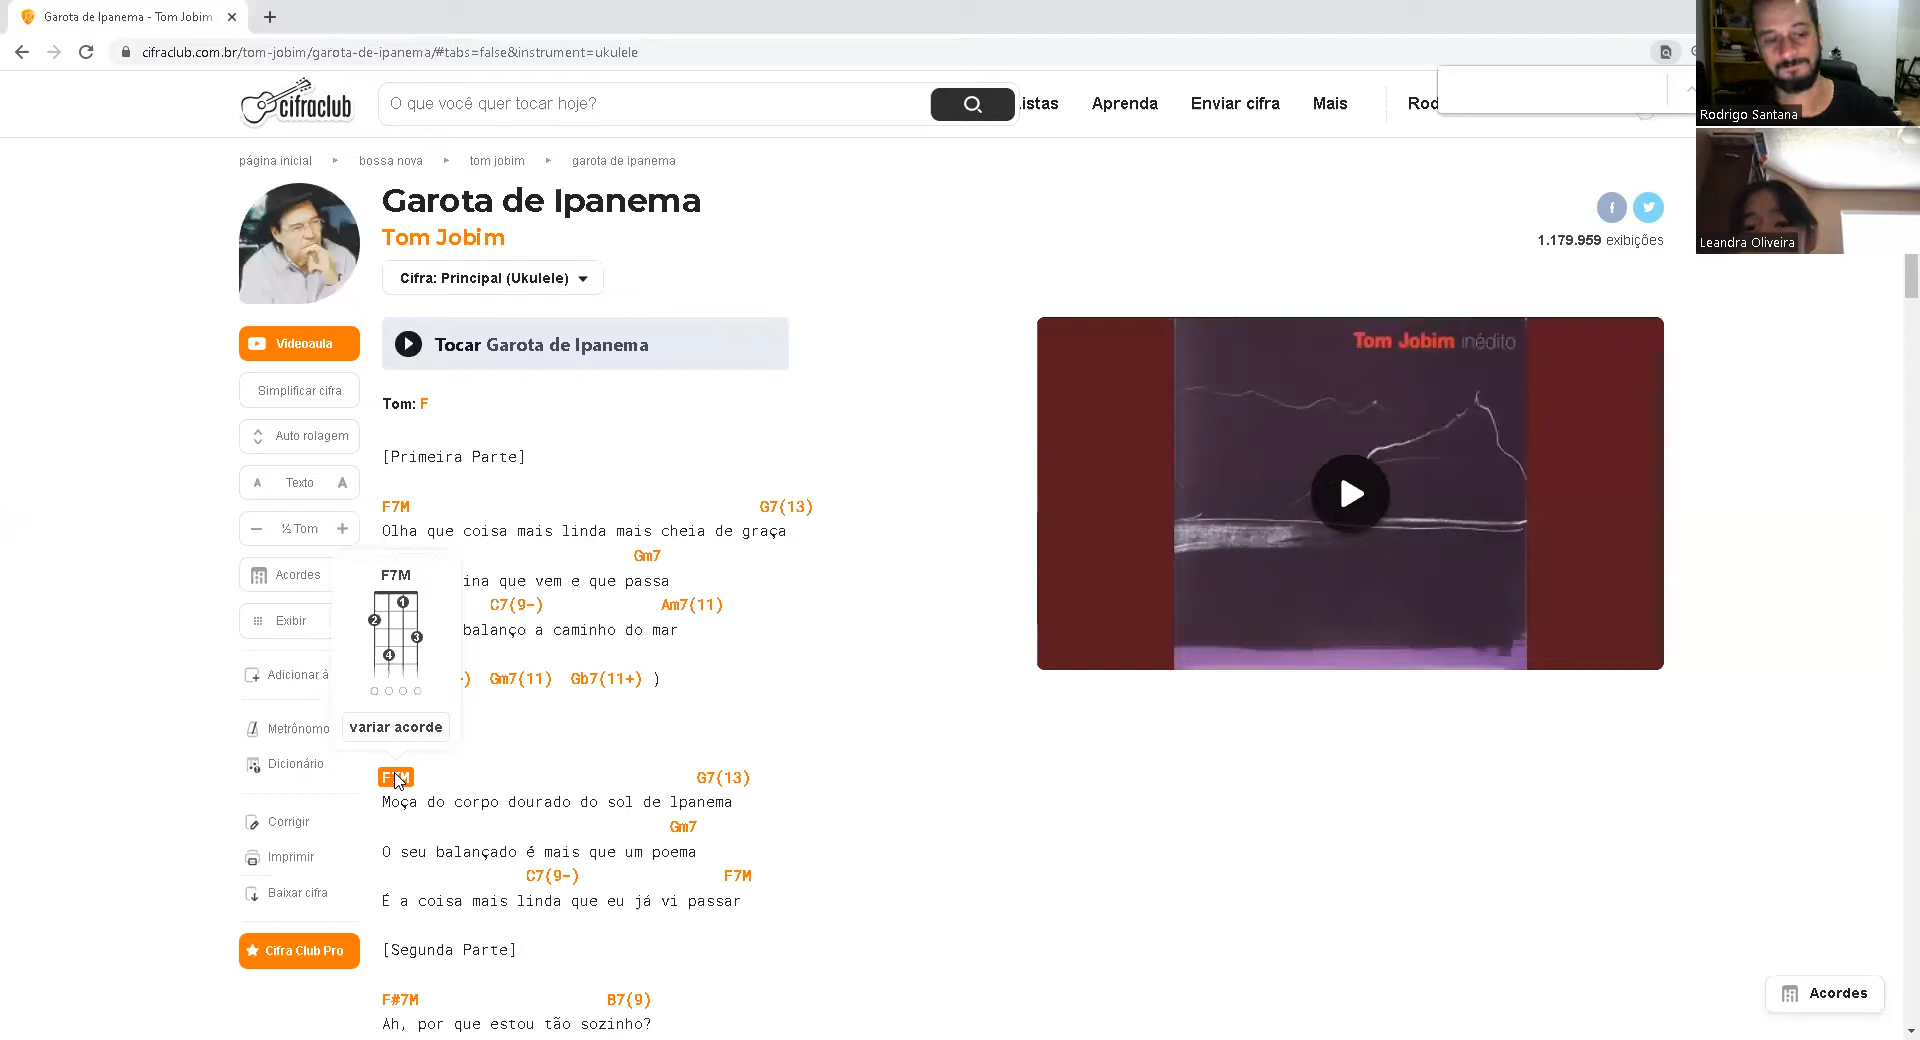 Garota de Ipanema - Tom Jobim
cifraclub.com.br/tom-jobim/garota-de-ipanema/#tabs=false&instrument=ukulele
cifraclub
O que você quer tocar hoje?
istas
Aprenda
Enviar cifra
Mais
Rod
Rodrigo Santana
Leandra Oliveira
página inicial
bossa nova
tom jobim
garota de ipanema
Garota de Ipanema
Tom Jobim
Cifra: Principal (Ukulele)
1.179.959 exibições
Videoaula
Simplificar cifra
Auto rolagem
A Texto A
½ Tom
Acordes
Exibir
Adicionar à
Metrônomo
Dicionário
Corrigir
Imprimir
Baixar cifra
Cifra Club Pro
Tocar Garota de Ipanema
Tom: F
[Primeira Parte]
F7M G7(13)
Olha que coisa mais linda mais cheia de graça
Gm7
ina que vem e que passa
C7(9-) Am7(11)
balanço a caminho do mar
) Gm7(11) Gb7(11+) )
F7M
1
2
3
4
variar acorde
F7M G7(13)
Moça do corpo dourado do sol de lpanema
Gm7
O seu balançado é mais que um poema
C7(9-) F7M
É a coisa mais linda que eu já vi passar
[Segunda Parte]
F#7M B7(9)
Ah, por que estou tão sozinho?
Tom Jobim inédito
Acordes